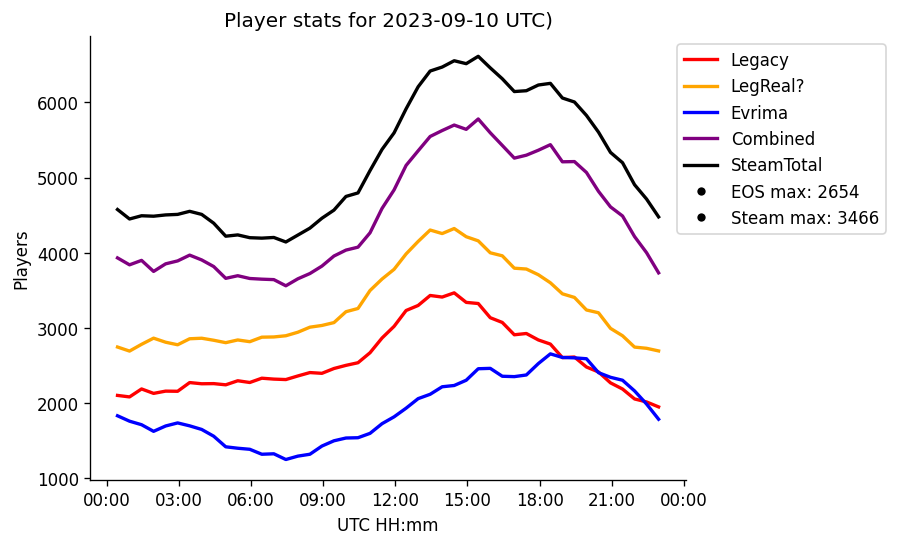 Player stats for 2023-09-10 UTC)
Legacy
LegReal?
Evrima
Combined
SteamTotal
EOS max: 2654
Steam max: 3466
Players
6000
5000
4000
3000
2000
1000
00:00 03:00 06:00 09:00 12:00 15:00 18:00 21:00 00:00
UTC HH:mm